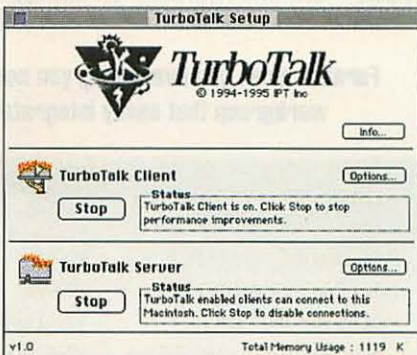 TurboTalk Setup
TurboTalk
© 1994-1995 IPT Inc
Info...
TurboTalk Client
Options...
Status
Stop
TurboTalk Client is on. Click Stop to stop
performance improvements.
TurboTalk Server
Options...
Status
Stop
TurboTalk enabled clients can connect to this
Macintosh. Click Stop to disable connections.
v1.0
Total Memory Usage : 1119 K